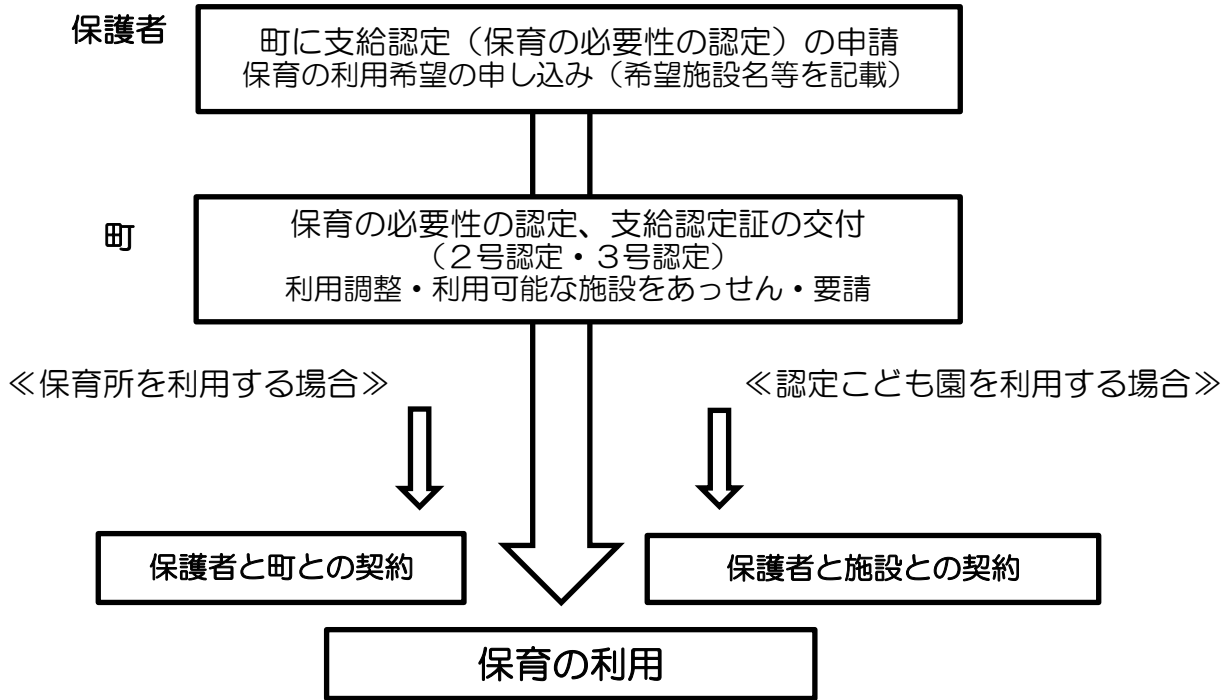 保護者
町に支給認定（保育の必要性の認定）の申請
保育の利用希望の申し込み（希望施設名等を記載）
町
保育の必要性の認定、支給認定証の交付
（２号認定・３号認定）
利用調整・利用可能な施設をあっせん・要請
≪保育所を利用する場合≫
≪認定こども園を利用する場合≫
保護者と町との契約
保護者と施設との契約
保育の利用